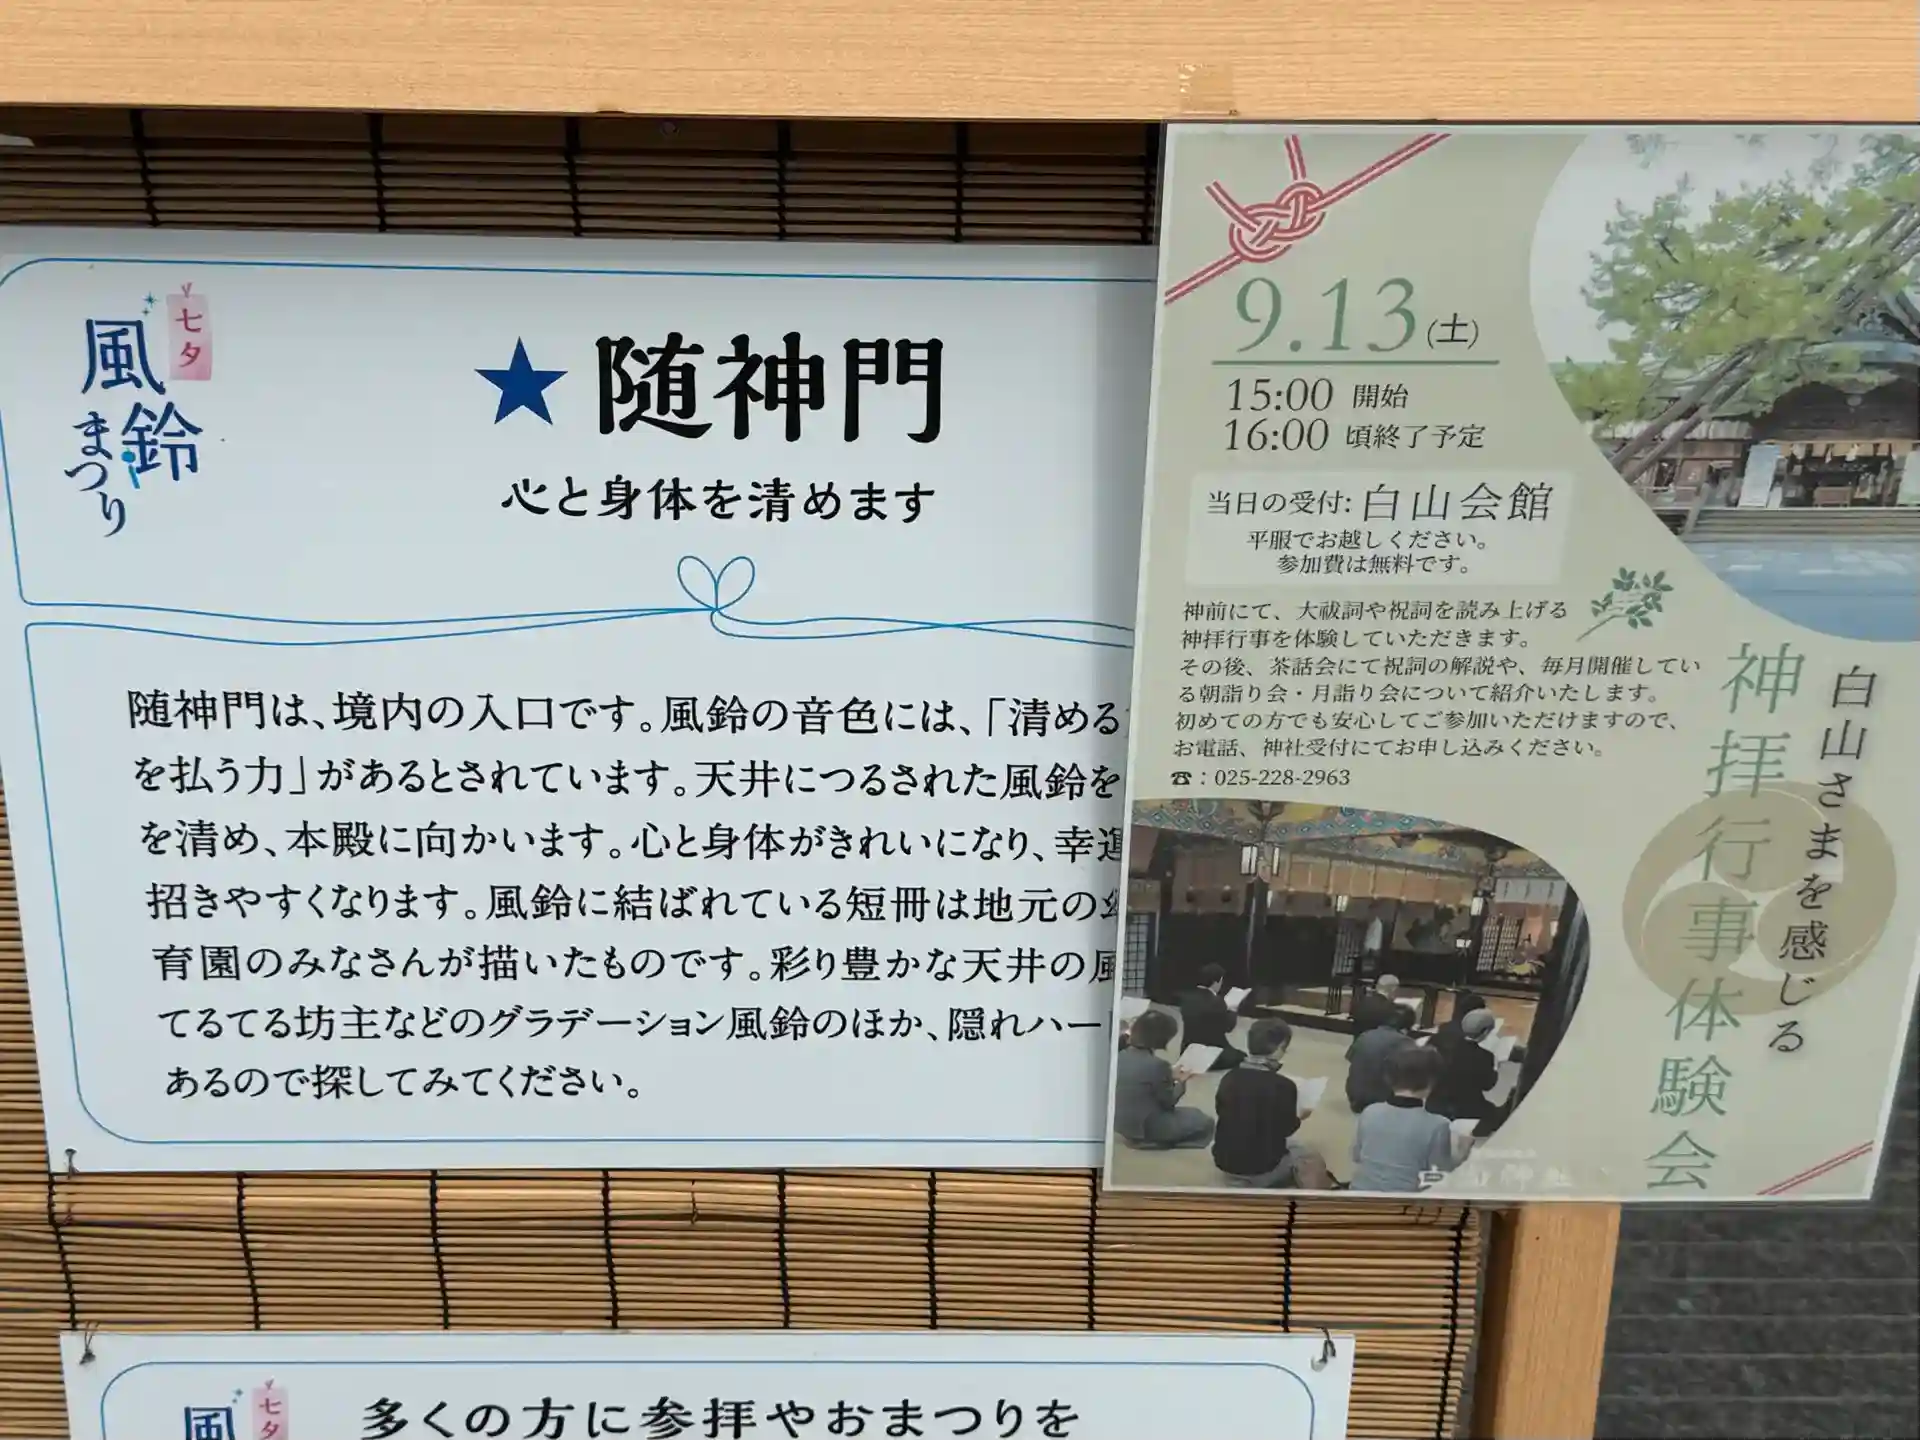 七夕
風鈴
まつり
★随神門
心と身体を清めます
随神門は、境内の入口です。風鈴の音色には、「清める
を払う力」があるとされています。天井につるされた風鈴を
を清め、本殿に向かいます。心と身体がきれいになり、幸運
招きやすくなります。風鈴に結ばれている短冊は地元の
育園のみなさんが描いたものです。彩り豊かな天井の風
てるてる坊主などのグラデーション風鈴のほか、隠れハー
あるので探してみてください。
9.13(土)
15:00 開始
16:00 頃終了予定
当日の受付: 白山会館
平服でお越しください。
参加費は無料です。
神前にて、大祓詞や祝詞を読み上げる
神拝行事を体験していただきます。
その後、茶話会にて祝詞の解説や、毎月開催してい
る朝詣り会・月詣り会について紹介いたします。
初めての方でも安心してご参加いただけますので、
お電話、神社受付にてお申し込みください。
☎：025-228-2963
白山さまを感じる
神拝行事体験会
白山神社
七夕
風
多くの方に参拝やおまつりを